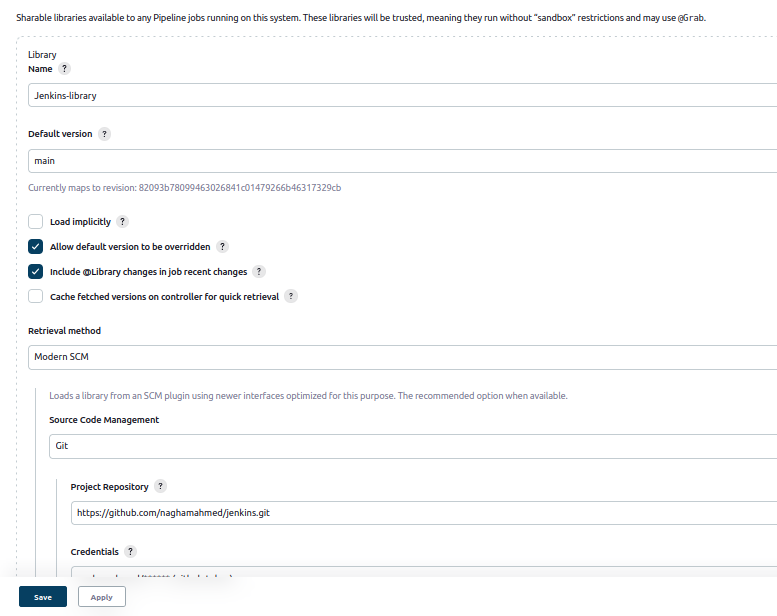 Sharable libraries available to any Pipeline jobs running on this system. These libraries will be trusted, meaning they run without “sandbox” restrictions and may use @Grab.
Library
Name ?
Jenkins-library
Default version ?
main
Currently maps to revision: 82093b78099463026841c01479266b46317329cb
Load implicitly ?
Allow default version to be overridden ?
Include @Library changes in job recent changes ?
Cache fetched versions on controller for quick retrieval ?
Retrieval method
Modern SCM
Loads a library from an SCM plugin using newer interfaces optimized for this purpose. The recommended option when available.
Source Code Management
Git
Project Repository ?
https://github.com/naghamahmed/jenkins.git
Credentials ?
Save Apply